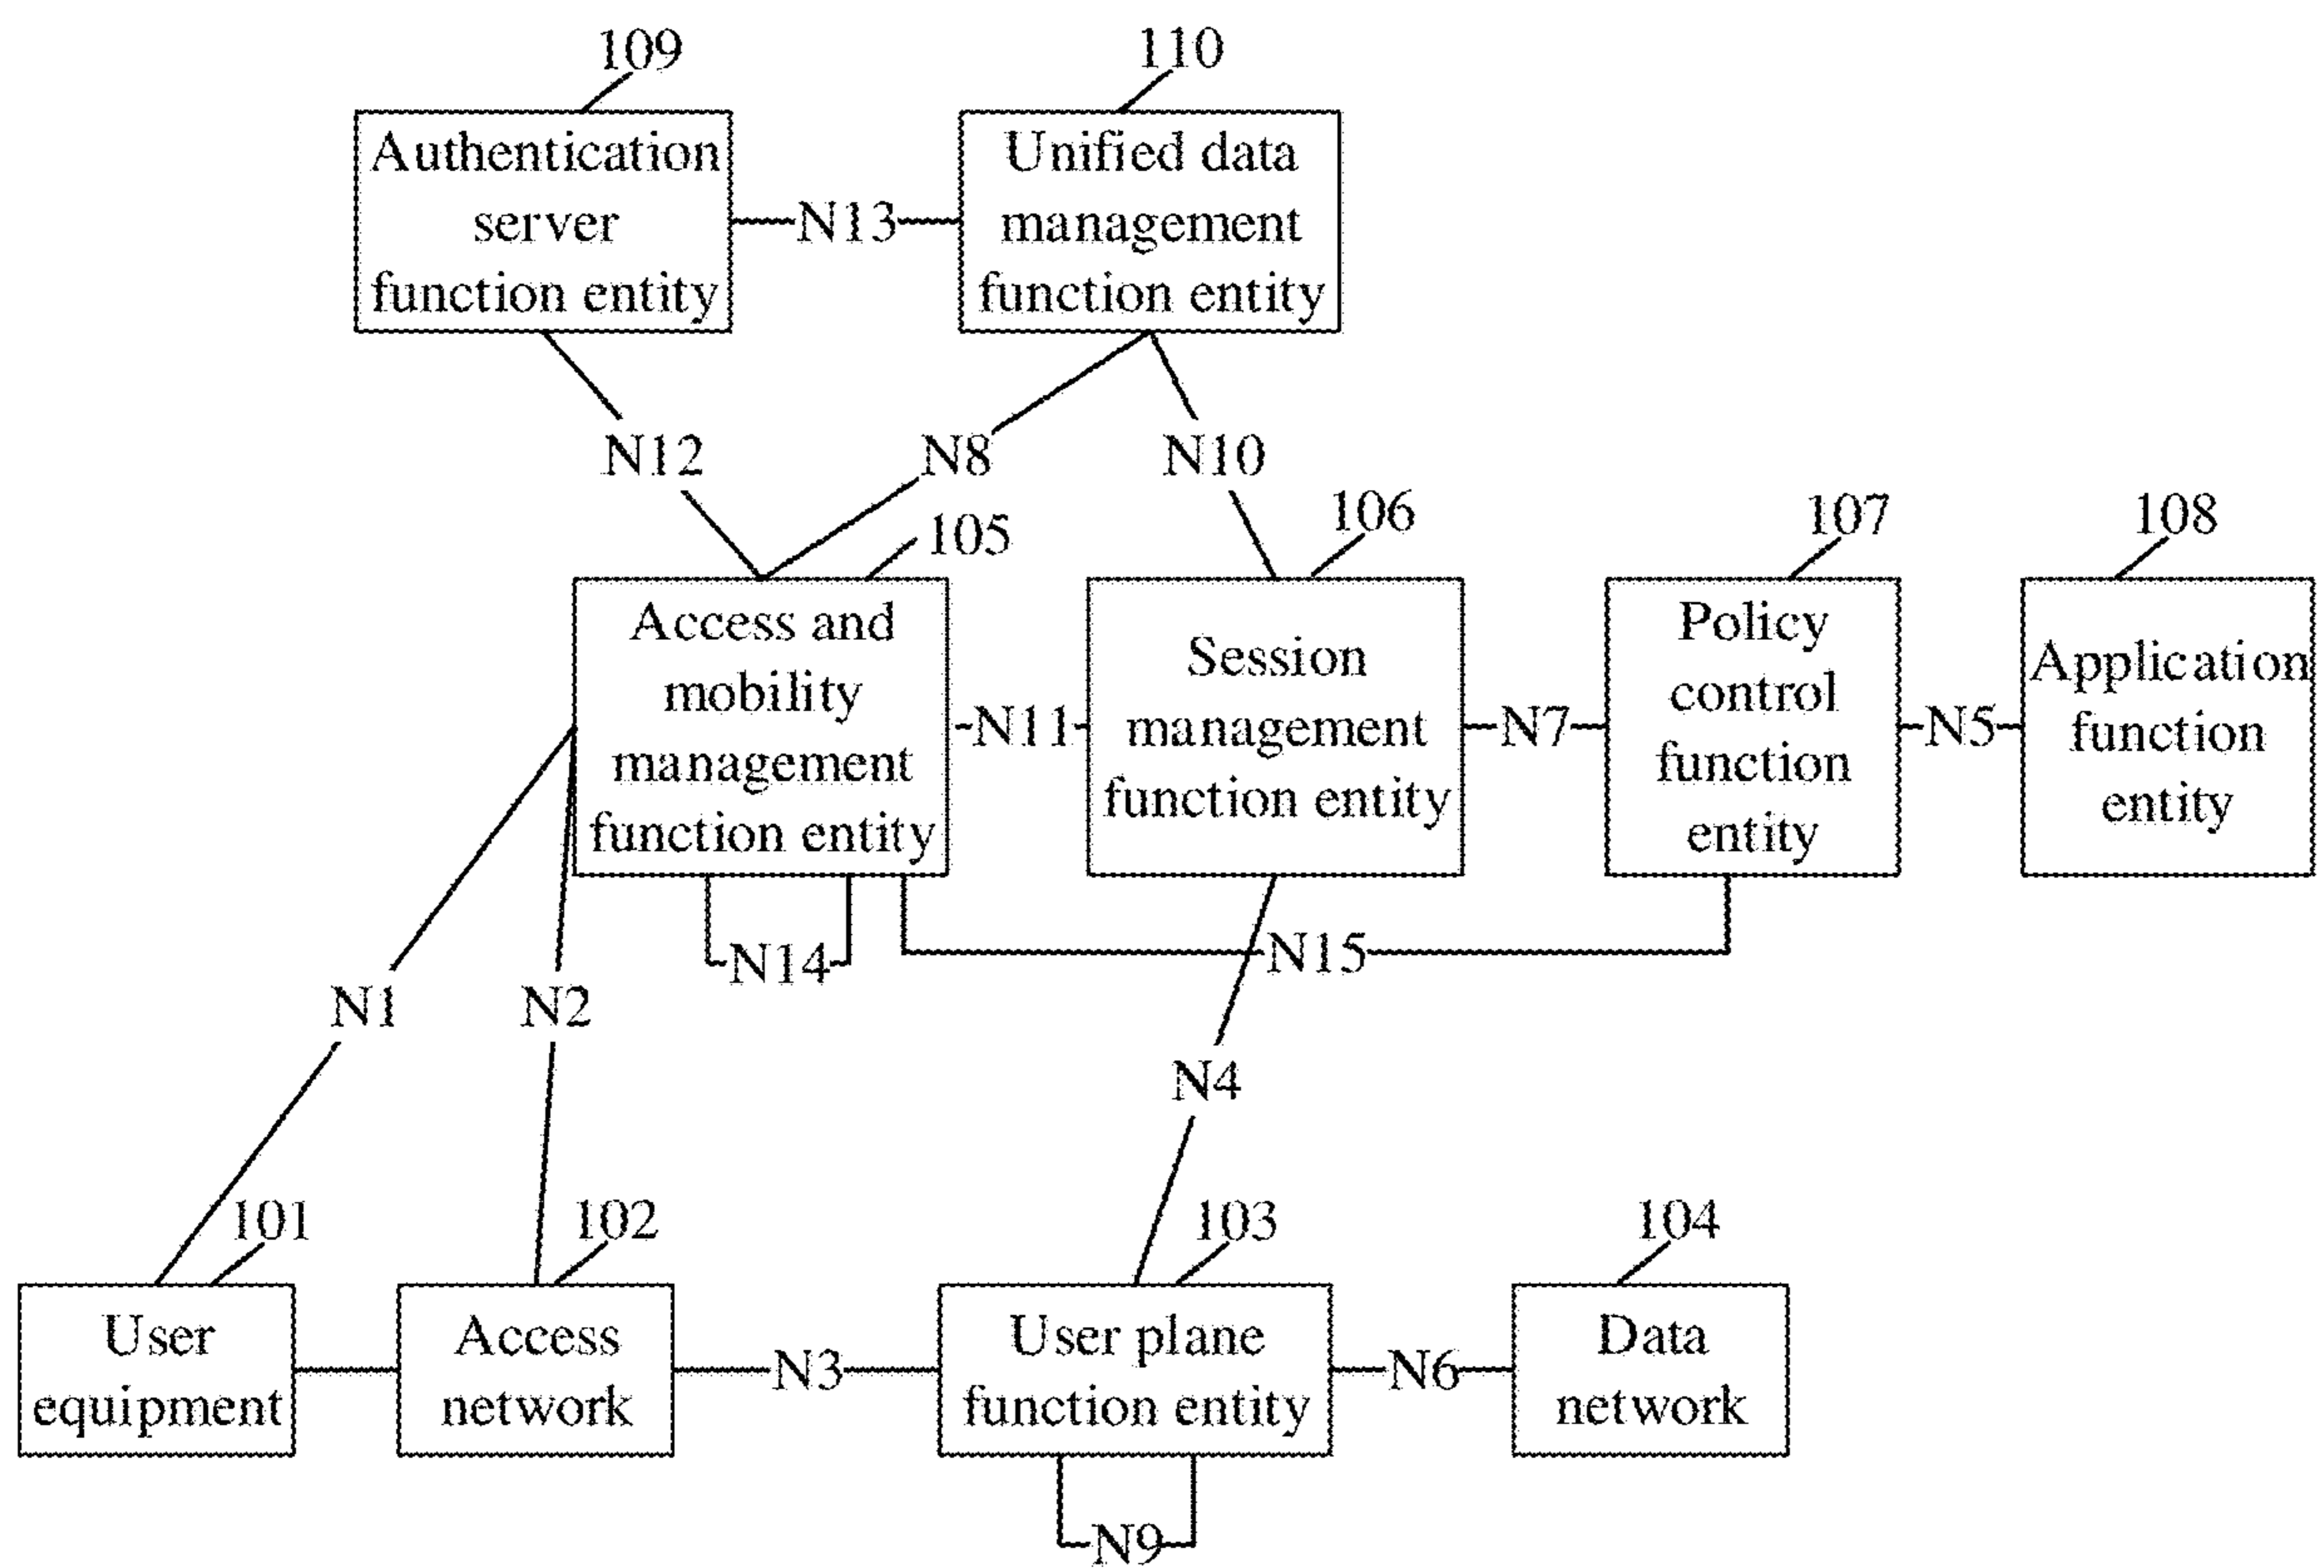 109
110
Authentication
server
function entity
N13
Unified data
management
function entity
N12
N8
N10
105
106
107
108
Access and
mobility
management
function entity
N11
Session
management
function entity
N7
Policy
control
function
entity
N5
Application
function
entity
N14
N15
N1
N2
N4
101
102
103
104
User
equipment
Access
network
N3
User plane
function entity
N6
Data
network
N9